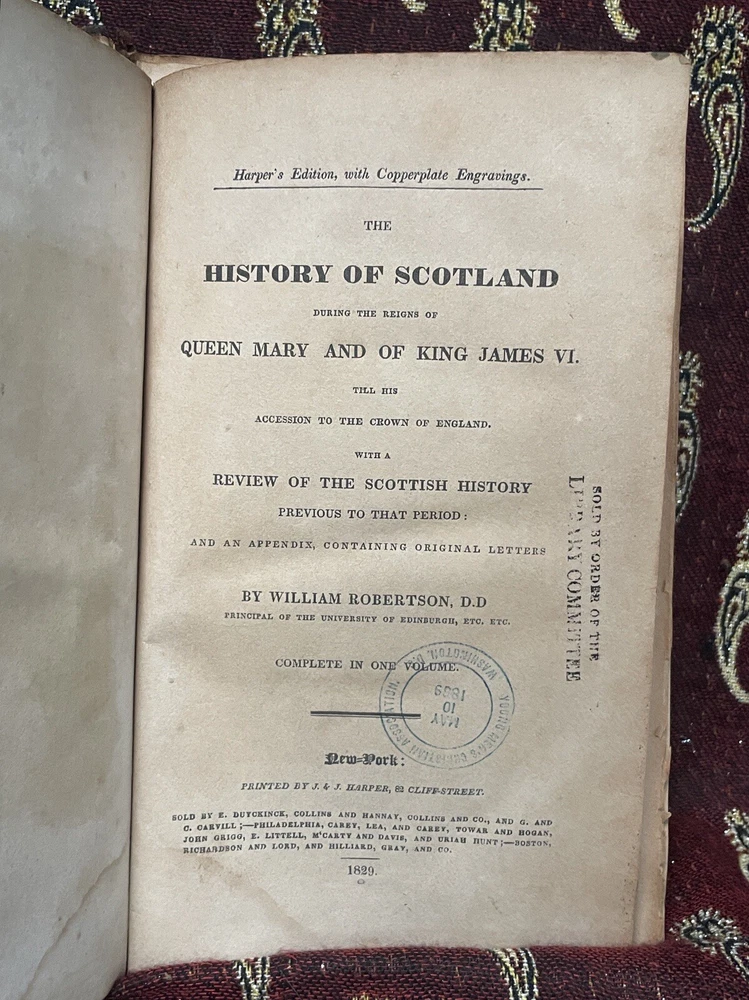 Harper's Edition, with Copperplate Engravings.
THE
HISTORY OF SCOTLAND
DURING THE REIGNS OF
QUEEN MARY AND OF KING JAMES VI.
TILL HIS
ACCESSION TO THE CROWN OF ENGLAND.
WITH A
REVIEW OF THE SCOTTISH HISTORY
PREVIOUS TO THAT PERIOD:
AND AN APPENDIX, CONTAINING ORIGINAL LETTERS
BY WILLIAM ROBERTSON, D.D
PRINCIPAL OF THE UNIVERSITY OF EDINBURGH, ETC. ETC.
COMPLETE IN ONE VOLUME.
New-York:
PRINTED BY J. & J. HARPER, 82 CLIFF-STREET.
SOLD BY E. DUYCKINCK, COLLINS AND HANNAY, COLLINS AND CO., AND G. AND
C. CARVILL;—PHILADELPHIA, CAREY, LEA, AND CAREY, TOWAR AND HOGAN,
JOHN GRIGG, E. LITTELL, M'CARTY AND DAVIS, AND URIAH HUNT;—BOSTON,
RICHARDSON AND LORD, AND HILLIARD, GRAY, AND CO.
1829.
SOLD BY ORDER OF THE
LIBRARY COMMITTEE
YOUNG MEN'S CHRISTIAN ASSOCIATION,
WASHINGTON, D.
MAY
10